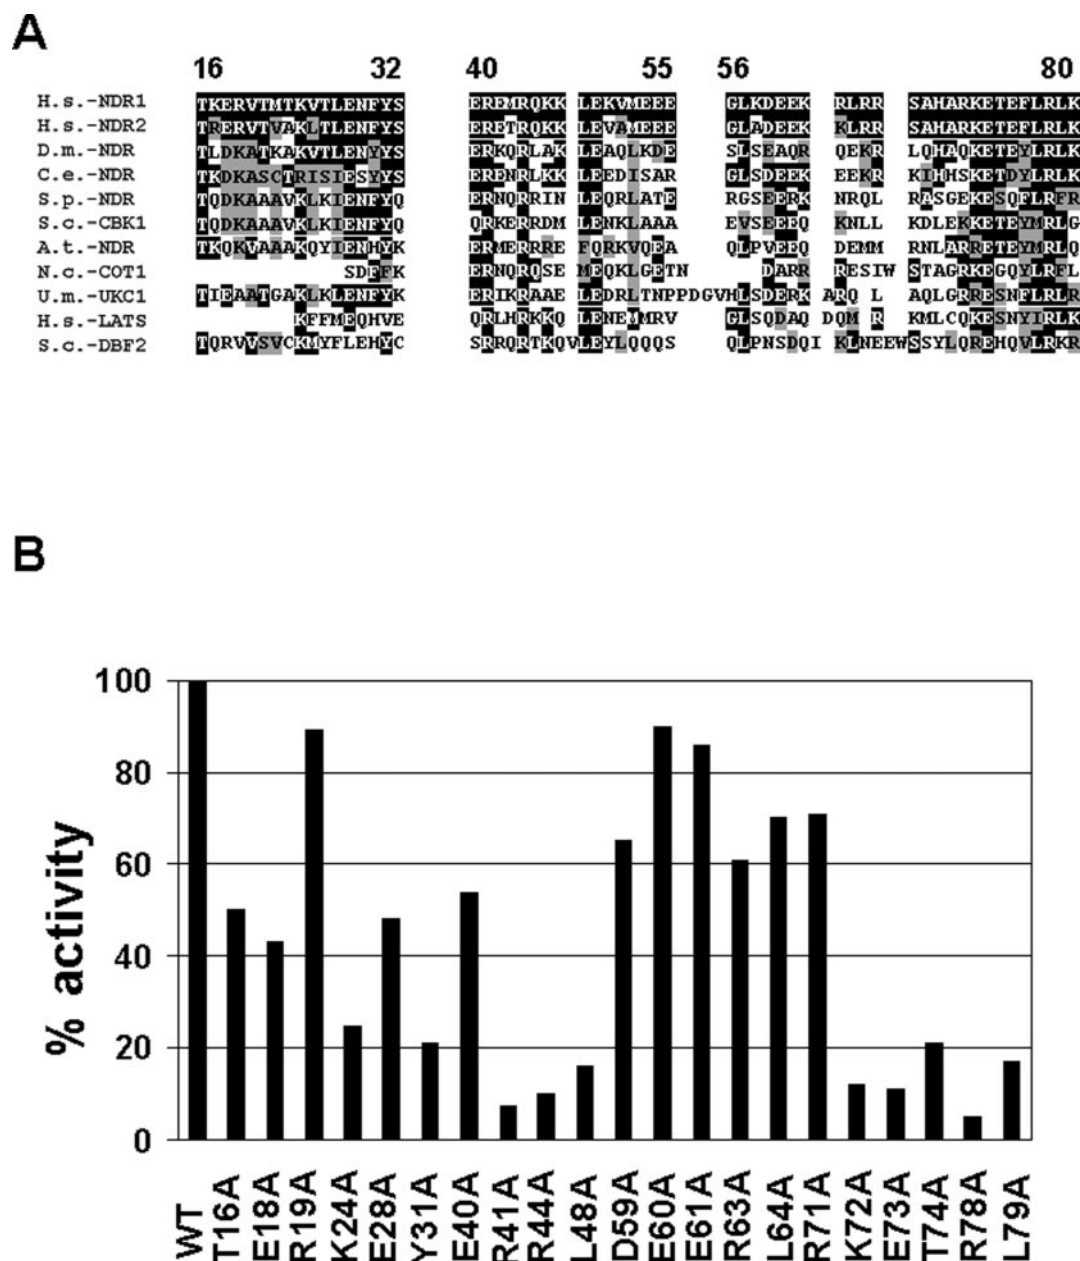 A
16 32 40 55 56 80
H.s.-NDR1 TKERVTMTKVTLENFYS EREMRQKK LEKVMEEE GLKDEEK RLRR SAHARKETEFLRLK
H.s.-NDR2 TRERVTVAKLTLENFYS ERETRQKK LEVAMEEE GLADEEK KLRR SAHARKETEFLRLK
D.m.-NDR TLDKATKAKVTLENYYS ERKQRLAK LEAQLKDE SLSEAQR QEKR LQHAQKETEYLRLK
C.e.-NDR TKDKASCTRISIESYYS ERENRLKK LEEDISAR GLSDEEK EEKR KIHHSKETDYLRLK
S.p.-NDR TQDKAAAVKLKIENFYQ ERNQRRIN LEQRLATE RGSEERK NRQL RASGEKESQFLRFR
S.c.-CBK1 TQDKAAAVKLKIENFYQ QRKERRDM LENKLAAA EVSEEEQ KNLL KDLEKKETEYMRLG
A.t.-NDR TKQKVAAAKQYIENHYK ERMERRRE FQRKVQEA QLPVEEQ DEMM RNLARRETEYMRLQ
N.c.-COT1 SDFFK ERNQRQSE MEQKLGETN DARR RESIW STAGRKEGQYLRFL
U.m.-UKC1 TIEAATGAKLKLENFYK ERIKRAAE LEDRLTNPPDGVHLSDERK ARQ L AQLGRRESNFLRLR
H.s.-LATS KFFMEQHVE QRLHRKKQ LENEMMRV GLSQDAQ DQM R KMLCQKESNYIRLK
S.c.-DBF2 TQRVVSVCKMYFLEHYC SRRQRTKQVLEYLQQQS QLPNSDQI KLNEEWSSYLQREHQVLRKR
B
% activity
100
80
60
40
20
0
WT T16A E18A R19A K24A E28A Y31A E40A R41A R44A L48A D59A E60A E61A R63A L64A R71A K72A E73A T74A R78A L79A